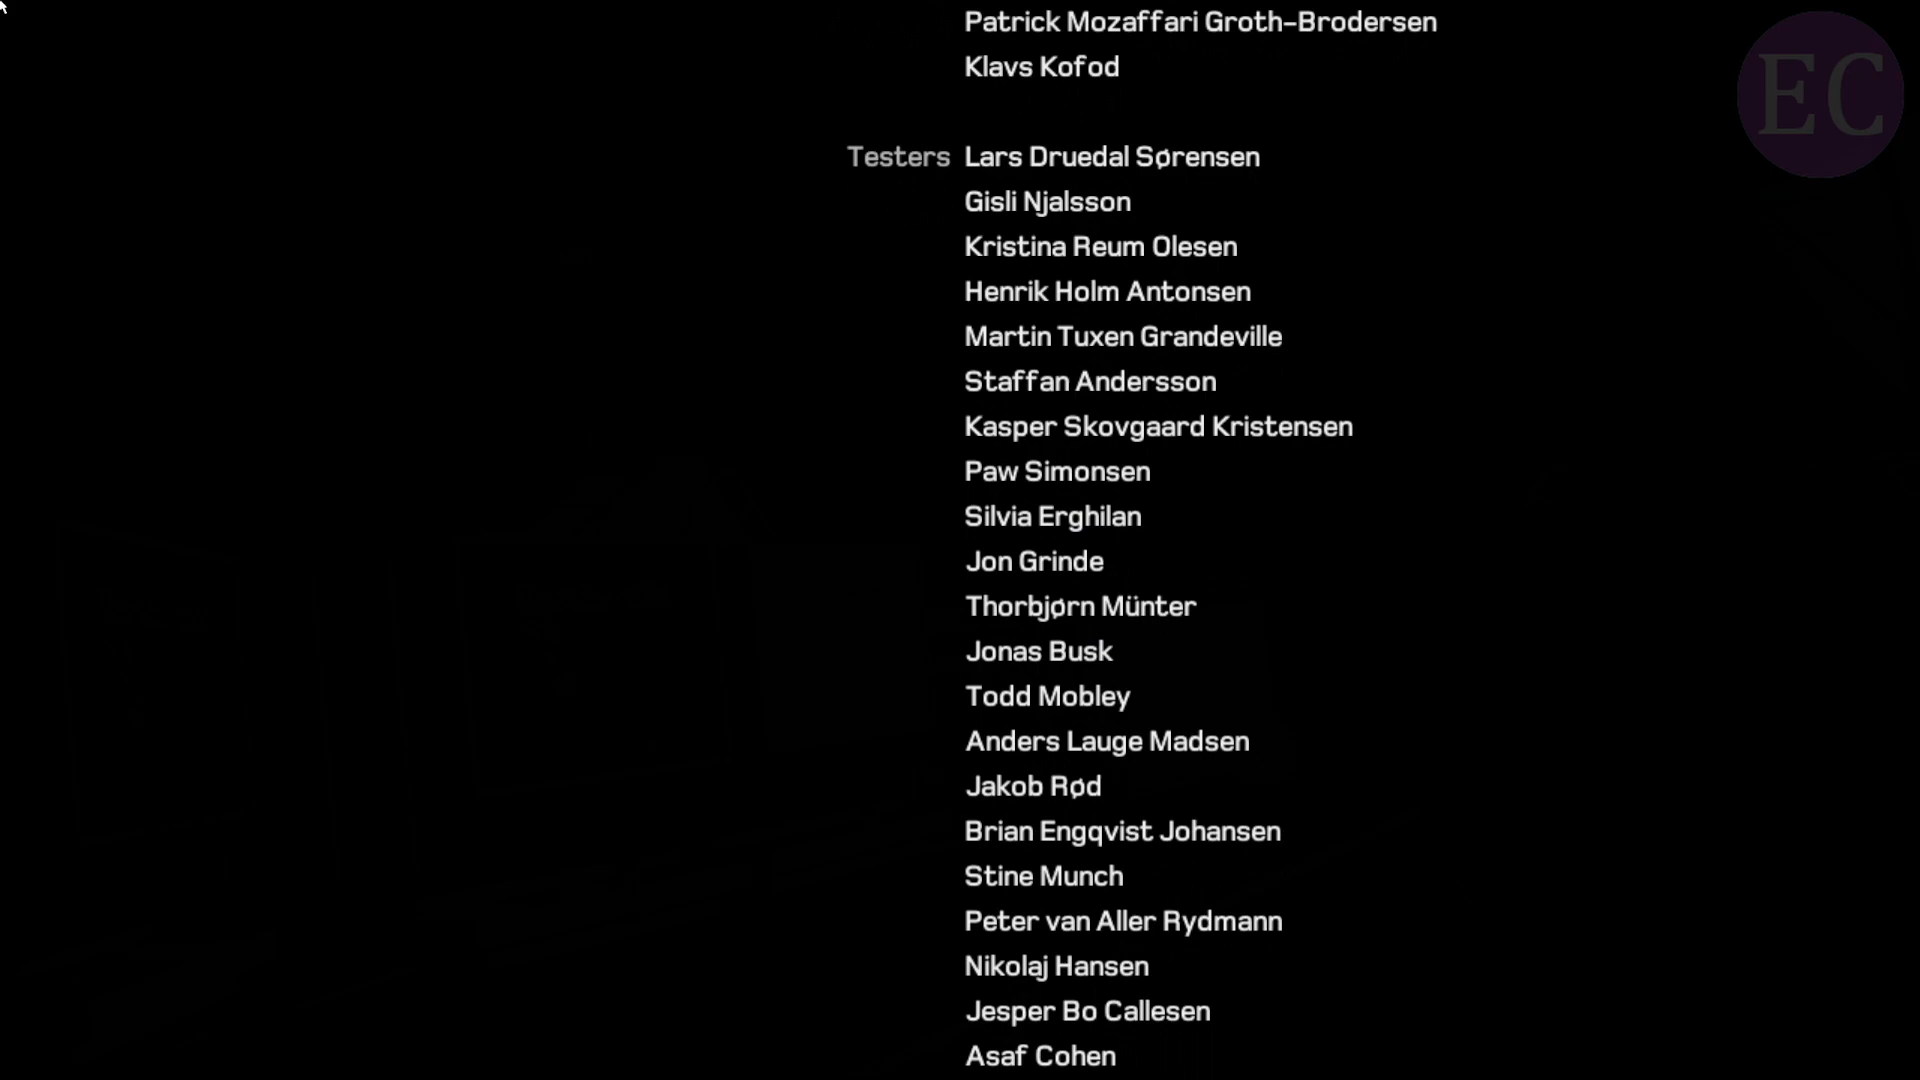 Patrick Mozaffari Groth-Brodersen
Klavs Kofod
EC
Testers Lars Druedal Sørensen
Gisli Njalsson
Kristina Reum Olesen
Henrik Holm Antonsen
Martin Tuxen Grandeville
Staffan Andersson
Kasper Skovgaard Kristensen
Paw Simonsen
Silvia Erghilan
Jon Grinde
Thorbjørn Münter
Jonas Busk
Todd Mobley
Anders Lauge Madsen
Jakob Rød
Brian Engqvist Johansen
Stine Munch
Peter van Aller Rydmann
Nikolaj Hansen
Jesper Bo Callesen
Asaf Cohen